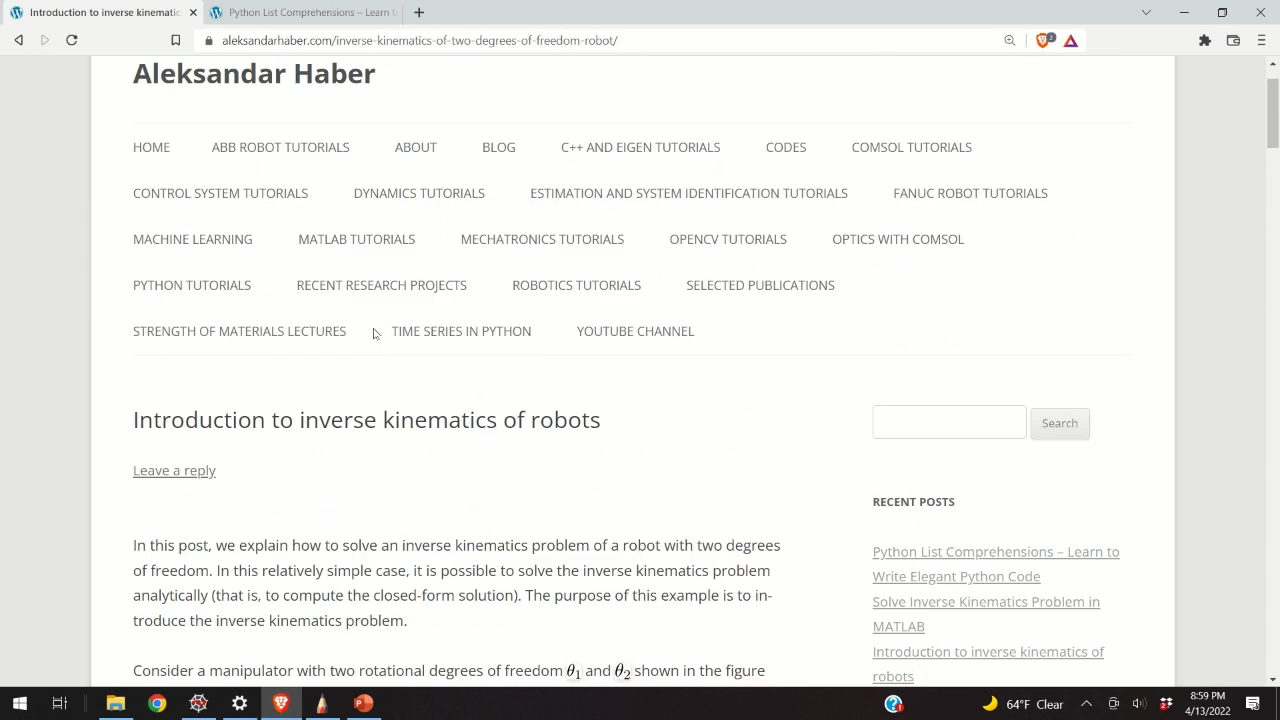 Introduction to inverse kinematic
Python List Comprehensions – Learn t
aleksandarhaber.com/inverse-kinematics-of-two-degrees-of-freedom-robot/
2
Aleksandar Haber
HOME ABB ROBOT TUTORIALS ABOUT BLOG C++ AND EIGEN TUTORIALS CODES COMSOL TUTORIALS
CONTROL SYSTEM TUTORIALS DYNAMICS TUTORIALS ESTIMATION AND SYSTEM IDENTIFICATION TUTORIALS FANUC ROBOT TUTORIALS
MACHINE LEARNING MATLAB TUTORIALS MECHATRONICS TUTORIALS OPENCV TUTORIALS OPTICS WITH COMSOL
PYTHON TUTORIALS RECENT RESEARCH PROJECTS ROBOTICS TUTORIALS SELECTED PUBLICATIONS
STRENGTH OF MATERIALS LECTURES TIME SERIES IN PYTHON YOUTUBE CHANNEL
Introduction to inverse kinematics of robots
Leave a reply
In this post, we explain how to solve an inverse kinematics problem of a robot with two degrees
of freedom. In this relatively simple case, it is possible to solve the inverse kinematics problem
analytically (that is, to compute the closed-form solution). The purpose of this example is to in-
troduce the inverse kinematics problem.
Consider a manipulator with two rotational degrees of freedom θ1 and θ2 shown in the figure
Search
RECENT POSTS
Python List Comprehensions – Learn to
Write Elegant Python Code
Solve Inverse Kinematics Problem in
MATLAB
Introduction to inverse kinematics of
robots
64°F Clear
8:59 PM
4/13/2022